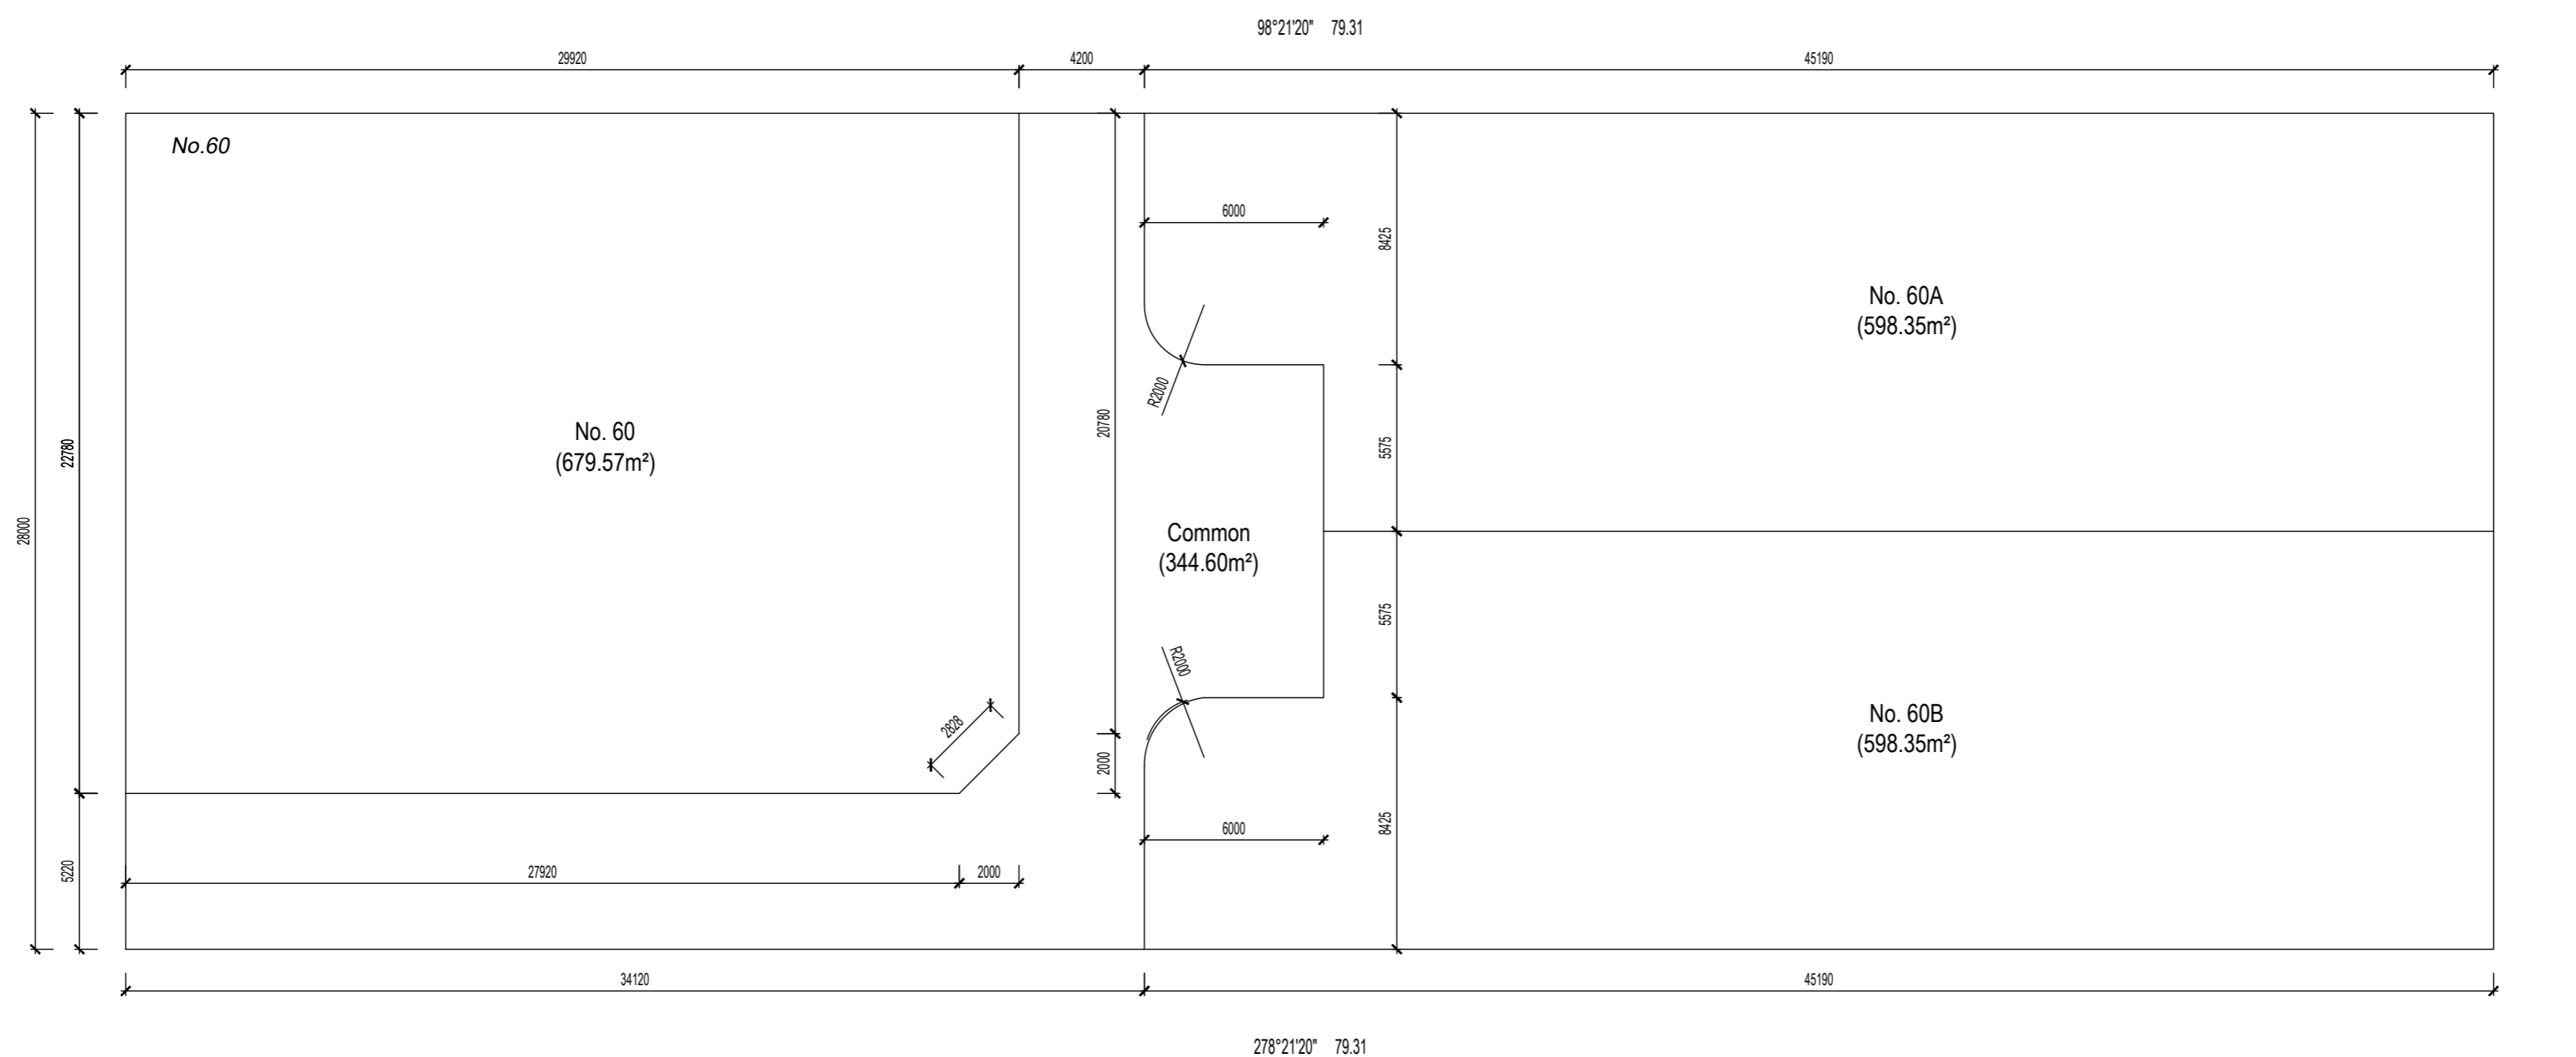 98°21'20" 79.31
29920
4200
45190
No.60
6000
8425
No. 60A
(598.35m²)
R2000
20780
No. 60
(679.57m²)
22780
5575
28000
Common
(344.60m²)
5575
R2000
2828
No. 60B
(598.35m²)
2000
6000
8425
5220
27920
2000
34120
45190
278°21'20" 79.31